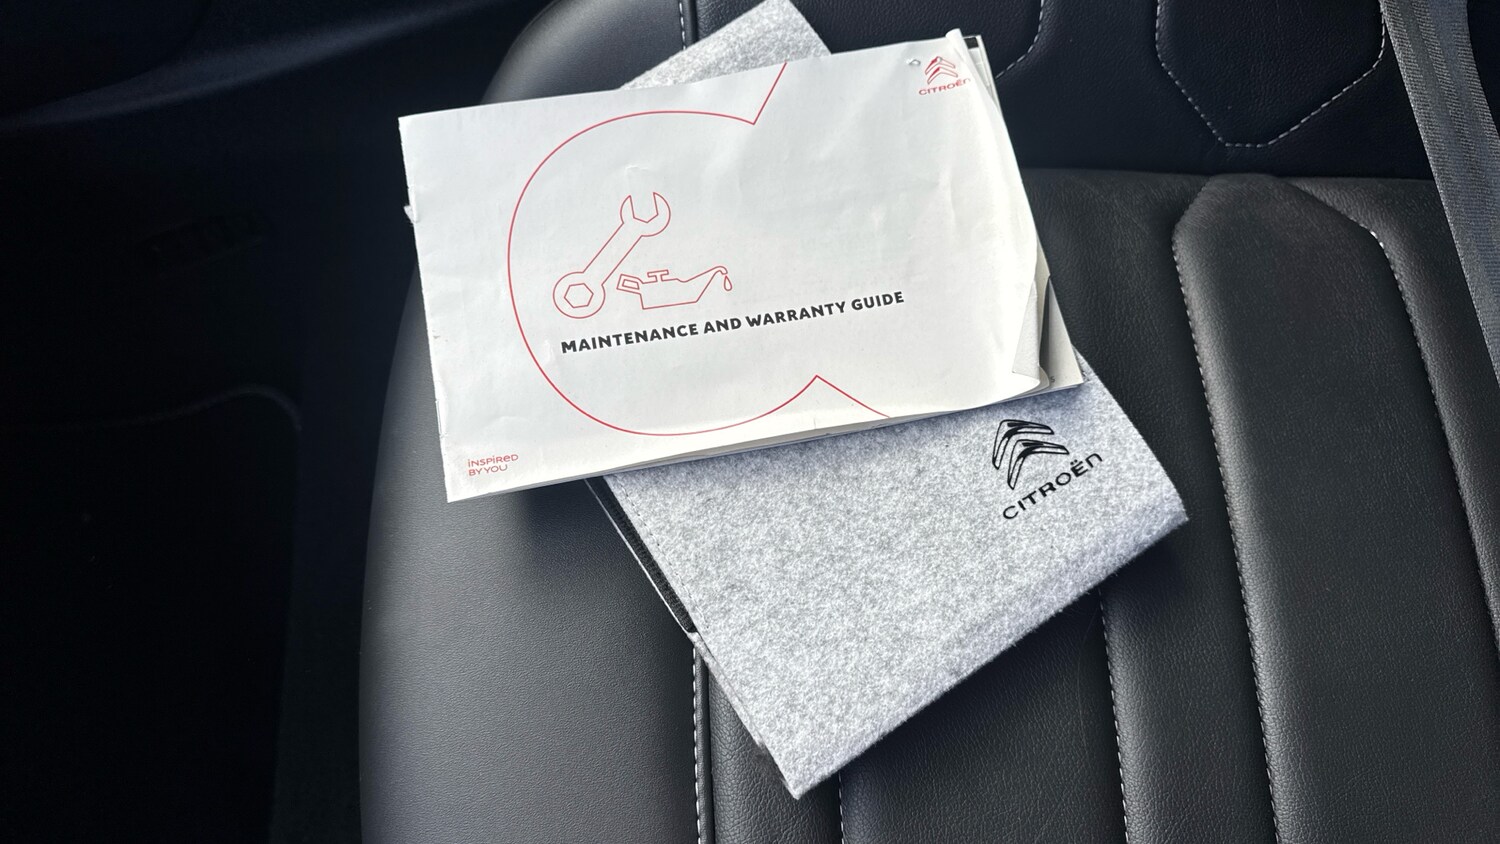 CITROËN
MAINTENANCE AND WARRANTY GUIDE
INSPIRED
BY YOU
CITROËN